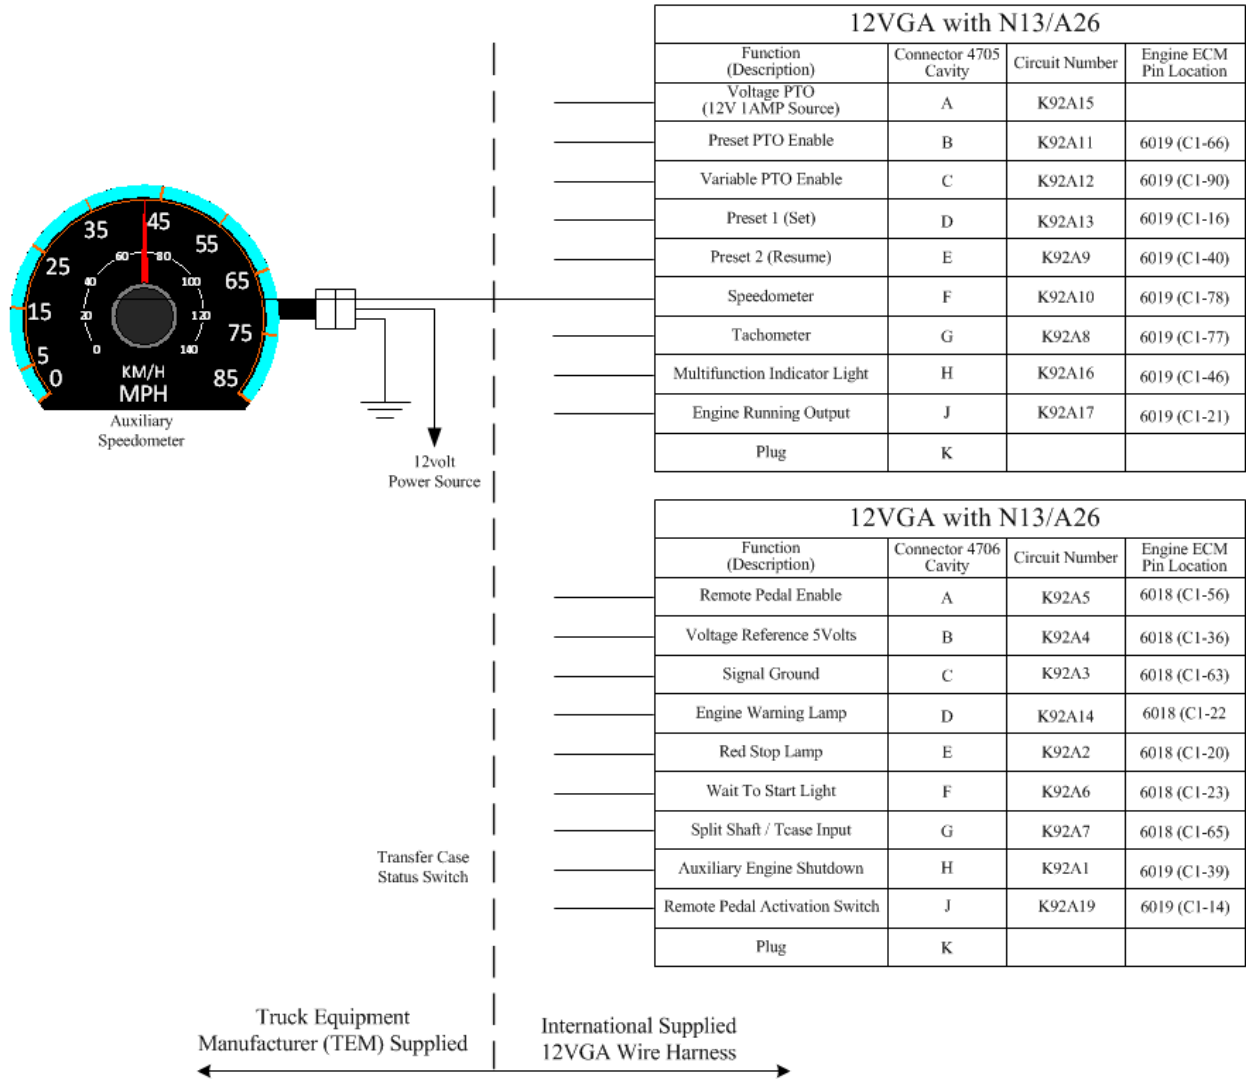 12VGA with N13/A26
Function (Description) Connector 4705 Cavity Circuit Number Engine ECM Pin Location
Voltage PTO (12V 1AMP Source) A K92A15
Preset PTO Enable B K92A11 6019 (C1-66)
Variable PTO Enable C K92A12 6019 (C1-90)
Preset 1 (Set) D K92A13 6019 (C1-16)
Preset 2 (Resume) E K92A9 6019 (C1-40)
Speedometer F K92A10 6019 (C1-78)
Tachometer G K92A8 6019 (C1-77)
Multifunction Indicator Light H K92A16 6019 (C1-46)
Engine Running Output J K92A17 6019 (C1-21)
Plug K
0 5 15 25 35 45 55 65 75 85
0 20 40 60 80 100 120 140
KM/H
MPH
Auxiliary
Speedometer
12volt
Power Source
12VGA with N13/A26
Function (Description) Connector 4706 Cavity Circuit Number Engine ECM Pin Location
Remote Pedal Enable A K92A5 6018 (C1-56)
Voltage Reference 5Volts B K92A4 6018 (C1-36)
Signal Ground C K92A3 6018 (C1-63)
Engine Warning Lamp D K92A14 6018 (C1-22
Red Stop Lamp E K92A2 6018 (C1-20)
Wait To Start Light F K92A6 6018 (C1-23)
Split Shaft / Tcase Input G K92A7 6018 (C1-65)
Auxiliary Engine Shutdown H K92A1 6019 (C1-39)
Remote Pedal Activation Switch J K92A19 6019 (C1-14)
Plug K
Transfer Case
Status Switch
Truck Equipment
Manufacturer (TEM) Supplied
International Supplied
12VGA Wire Harness